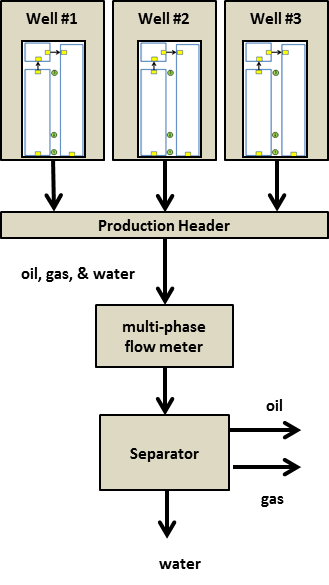 Well #1
Well #2
Well #3
Production Header
oil, gas, & water
multi-phase
flow meter
oil
Separator
gas
water